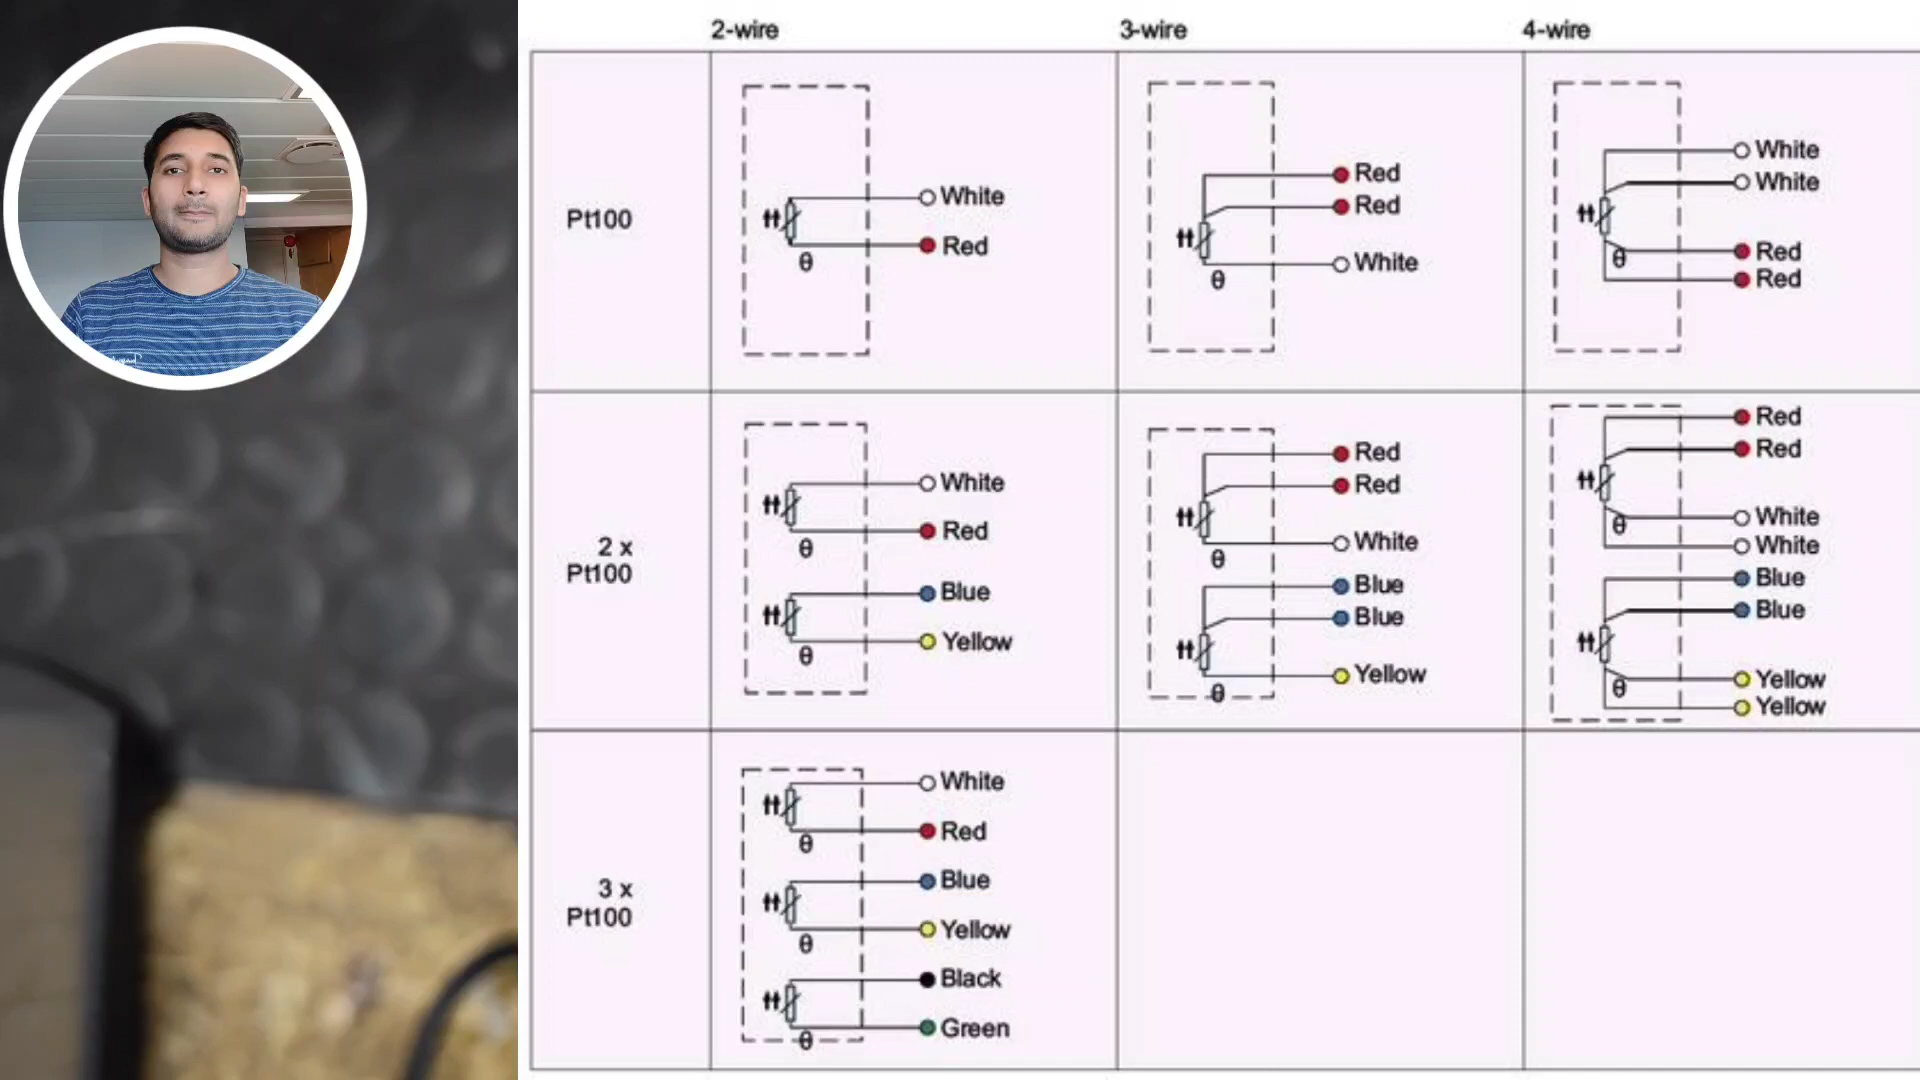 2-wire
3-wire
4-wire
Pt100
White
Red
θ
Red
Red
White
θ
White
White
Red
Red
θ
2 x
Pt100
White
Red
θ
Blue
Yellow
θ
Red
Red
White
θ
Blue
Blue
Yellow
θ
Red
Red
White
White
θ
Blue
Blue
Yellow
Yellow
θ
3 x
Pt100
White
Red
θ
Blue
Yellow
θ
Black
Green
θ